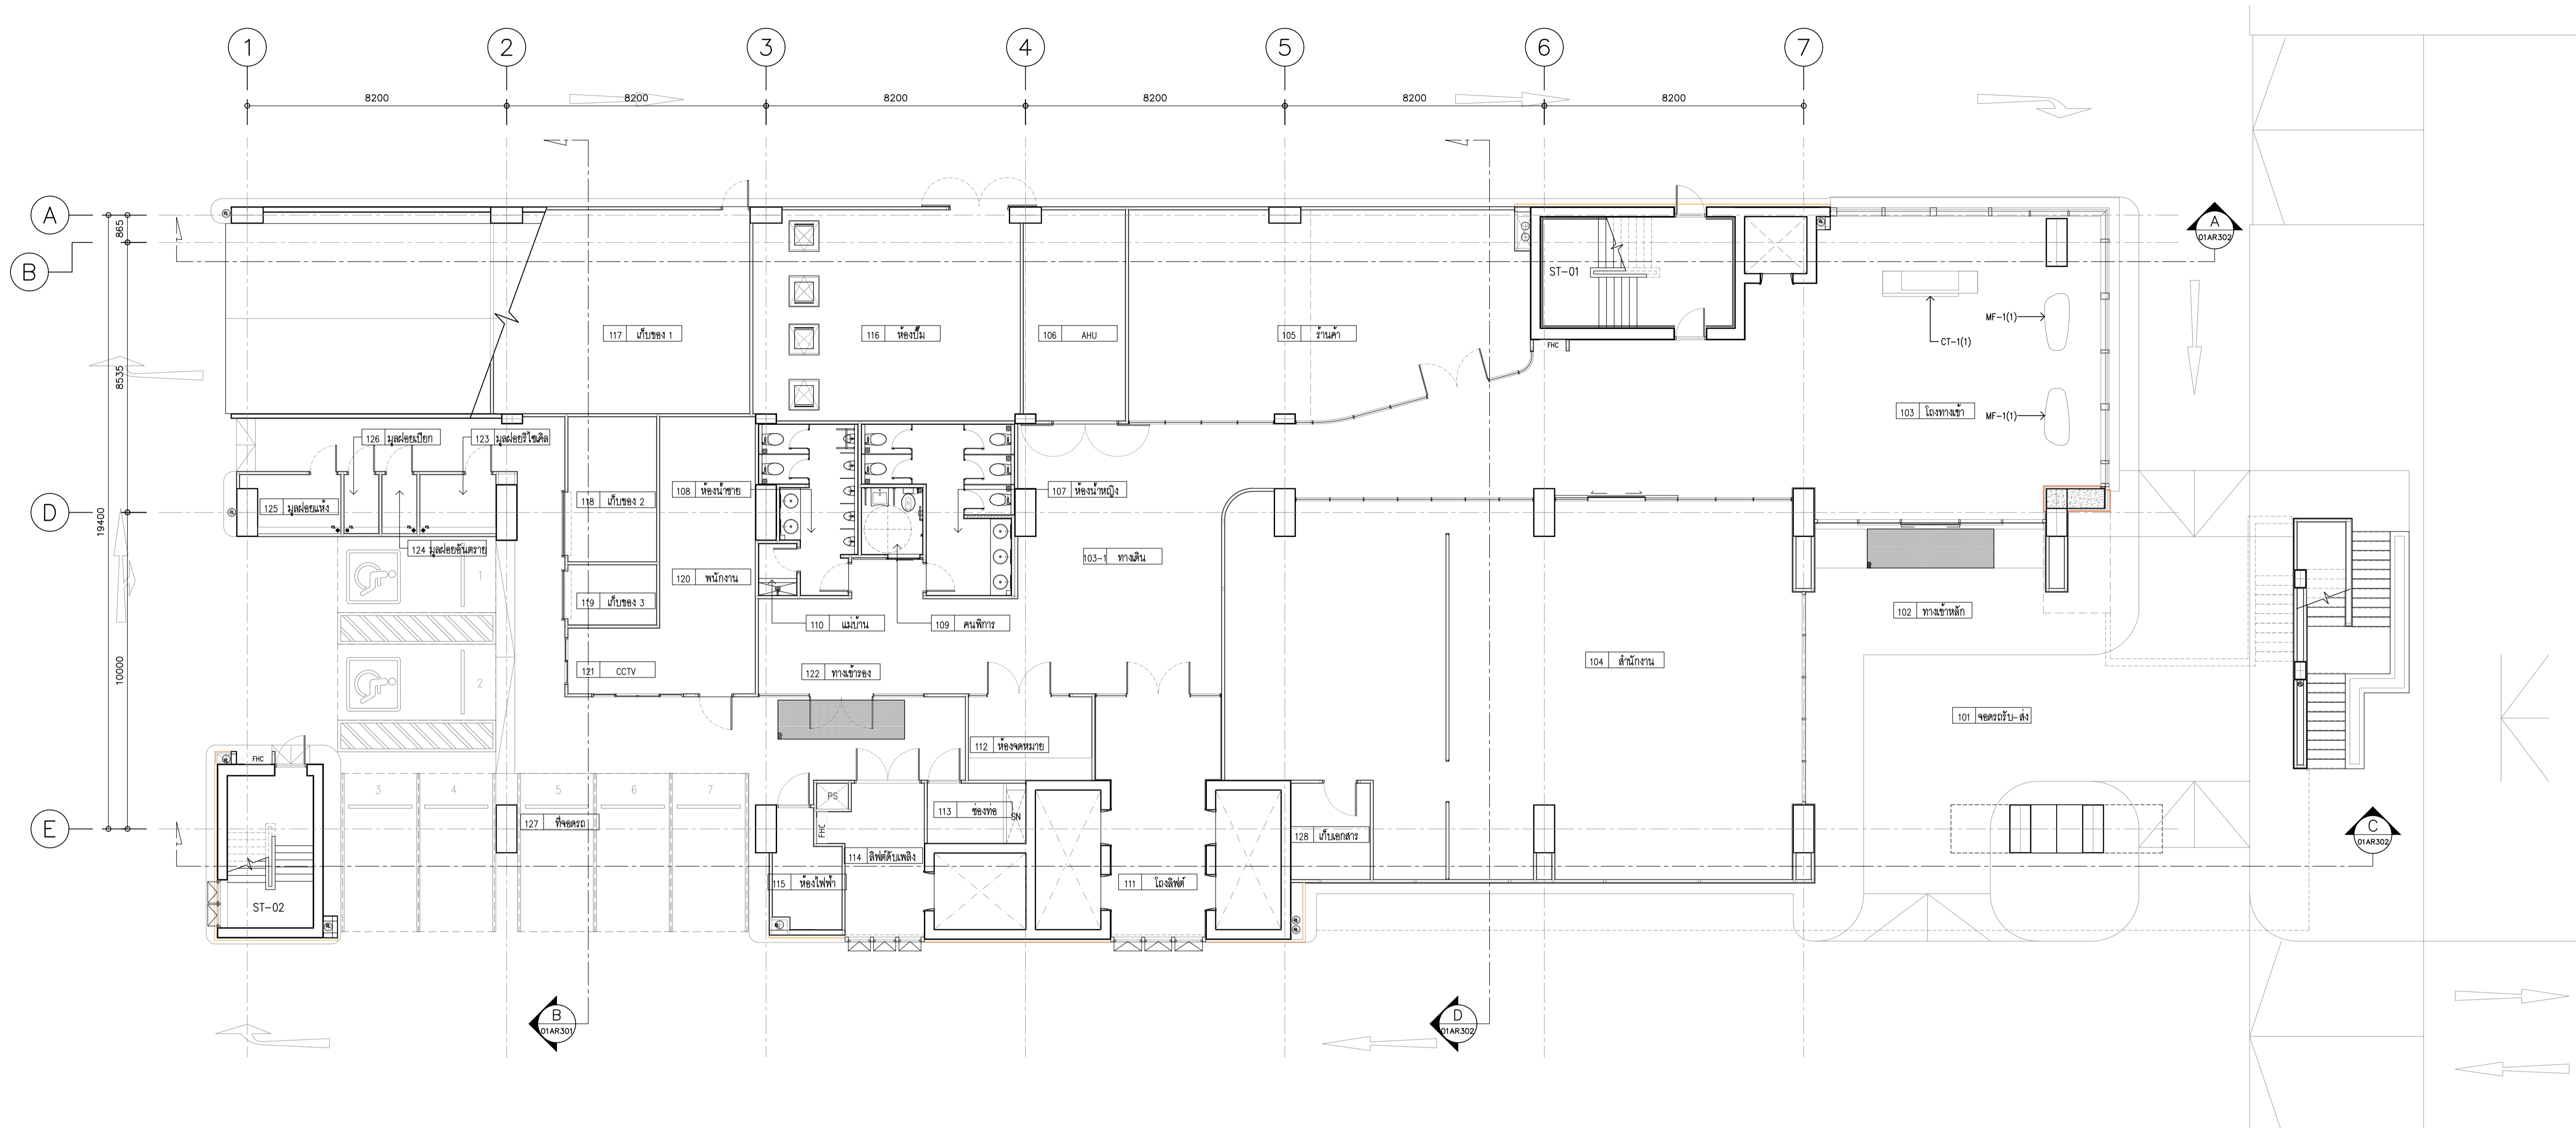 1 2 3 4 5 6 7
8200 8200 8200 8200 8200 8200
A
865
B
A
01AR302
ST-01
MF-1(1)
117 เก็บของ 1
116 ห้องปั๊ม
106 AHU
105 ร้านค้า
FHC
CT-1(1)
8535
103 โถงทางเข้า
MF-1(1)
126 มูลฝอยเปียก
123 มูลฝอยรีไซเคิล
118 เก็บของ 2
108 ห้องน้ำชาย
107 ห้องน้ำหญิง
125 มูลฝอยแห้ง
D
19400
124 มูลฝอยอันตราย
103-1 ทางเดิน
1
120 พนักงาน
119 เก็บของ 3
110 แม่บ้าน
109 คนพิการ
102 ทางเข้าหลัก
10000
121 CCTV
122 ทางเข้ารอง
104 สำนักงาน
2
101 จอดรถรับ-ส่ง
112 ห้องจดหมาย
FHC
3 4 5 6 7
PS
113 ช่องท่อ
SN
127 ที่จอดรถ
E
FHC
128 เก็บเอกสาร
C
01AR302
114 ลิฟต์ดับเพลิง
115 ห้องไฟฟ้า
111 โถงลิฟต์
ST-02
B
01AR301
D
01AR302